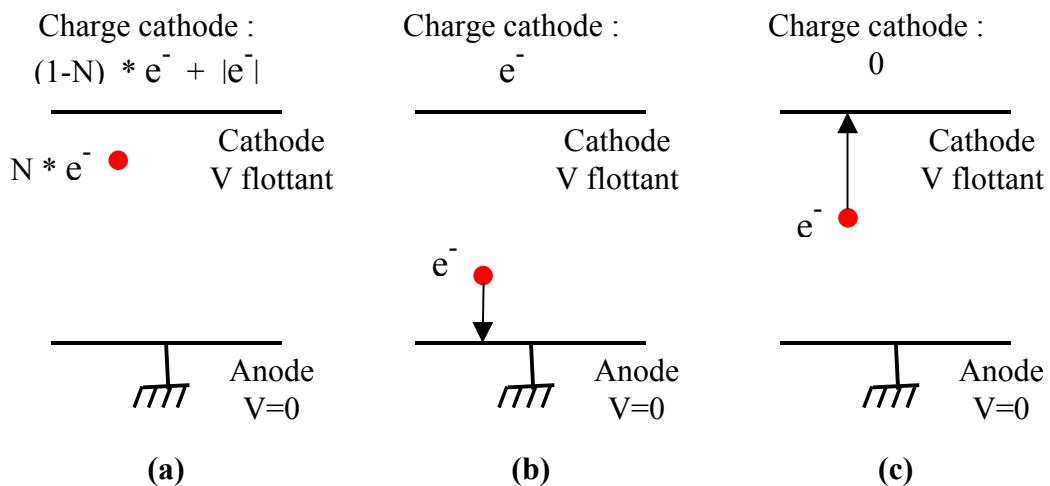 Charge cathode :
(1-N) * e⁻ + |e⁻|
Cathode
V flottant
N * e⁻
Anode
V=0
(a)
Charge cathode :
e⁻
Cathode
V flottant
e⁻
Anode
V=0
(b)
Charge cathode :
0
Cathode
V flottant
e⁻
Anode
V=0
(c)